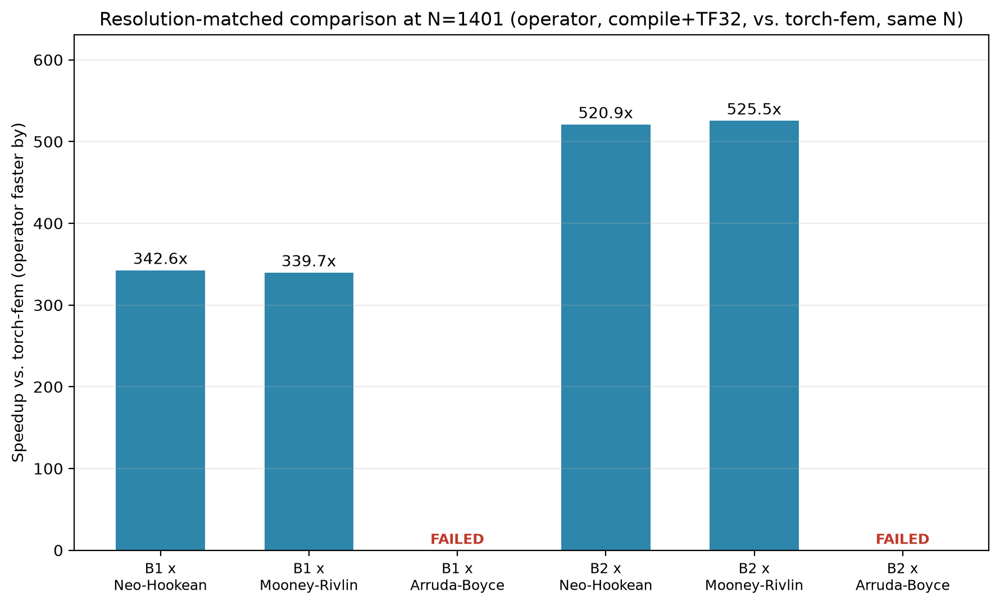 Resolution-matched comparison at N=1401 (operator, compile+TF32, vs. torch-fem, same N)
Speedup vs. torch-fem (operator faster by)
600
500
400
300
200
100
0
342.6x
339.7x
FAILED
520.9x
525.5x
FAILED
B1 x
Neo-Hookean
B1 x
Mooney-Rivlin
B1 x
Arruda-Boyce
B2 x
Neo-Hookean
B2 x
Mooney-Rivlin
B2 x
Arruda-Boyce